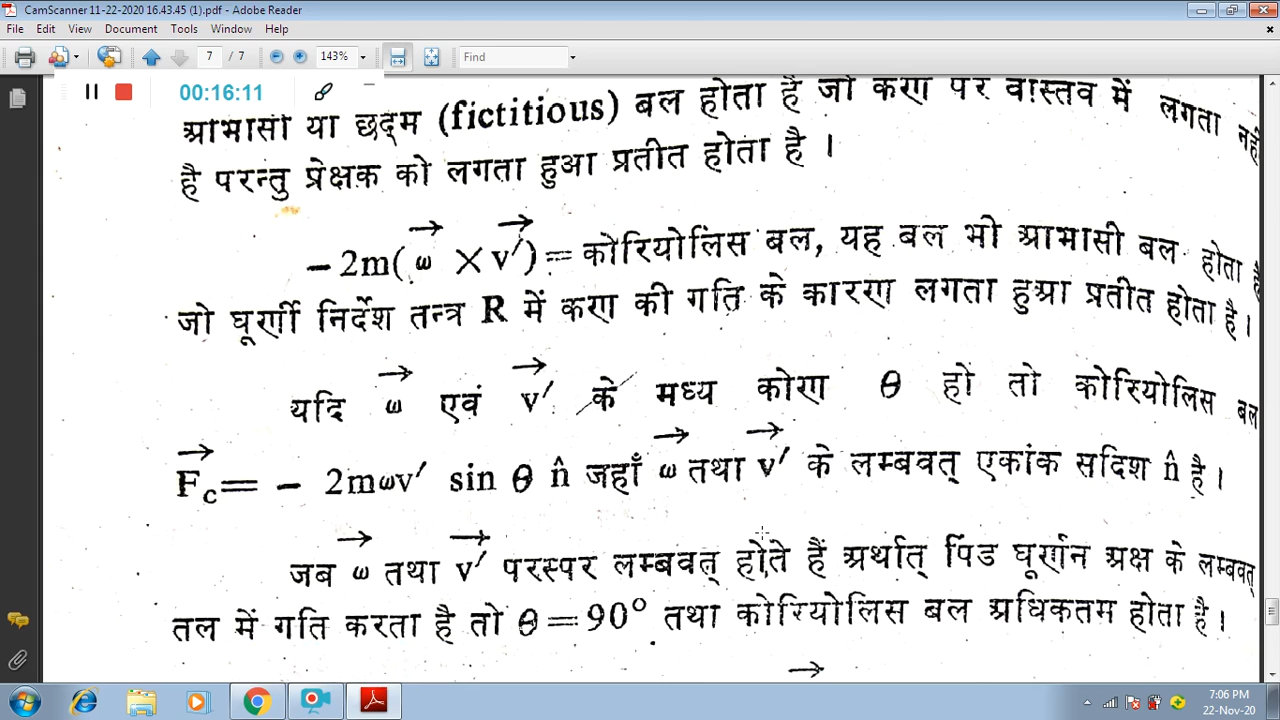 CamScanner 11-22-2020 16.43.45 (1).pdf - Adobe Reader
File Edit View Document Tools Window Help
7 / 7 143% Find
00:16:11
आभासी या छद्म (fictitious) बल होता है जो कण पर वास्तव में लगता नहीं
है परन्तु प्रेक्षक को लगता हुआ प्रतीत होता है ।
– 2m(ω⃗ × v⃗′) = कोरियोलिस बल, यह बल भी आभासी बल होता है
जो घूर्णी निर्देश तन्त्र R में कण की गति के कारण लगता हुआ प्रतीत होता है।
यदि ω⃗ एवं v⃗′ के मध्य कोण θ हो तो कोरियोलिस बल
F⃗c = – 2mωv′ sin θ n̂ जहाँ ω⃗ तथा v⃗′ के लम्बवत् एकांक सदिश n̂ है।
जब ω⃗ तथा v⃗′ परस्पर लम्बवत् होते हैं अर्थात् पिंड घूर्णन अक्ष के लम्बवत्
तल में गति करता है तो θ = 90° तथा कोरियोलिस बल अधिकतम होता है।
7:06 PM
22-Nov-20